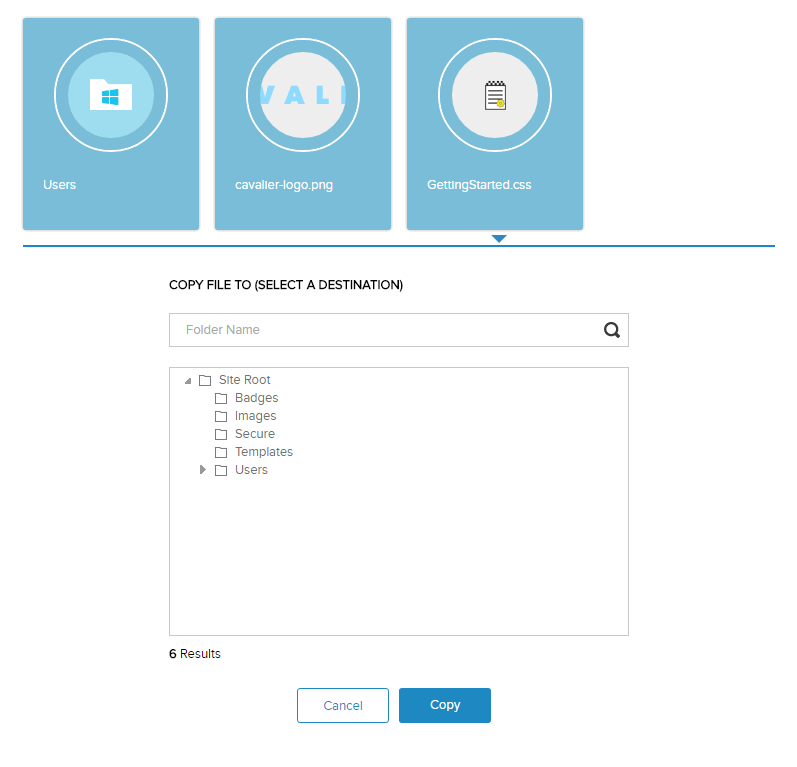 VALI
Users
cavalier-logo.png
GettingStarted.css
COPY FILE TO (SELECT A DESTINATION)
Folder Name
Site Root
Badges
Images
Secure
Templates
Users
6 Results
Cancel
Copy